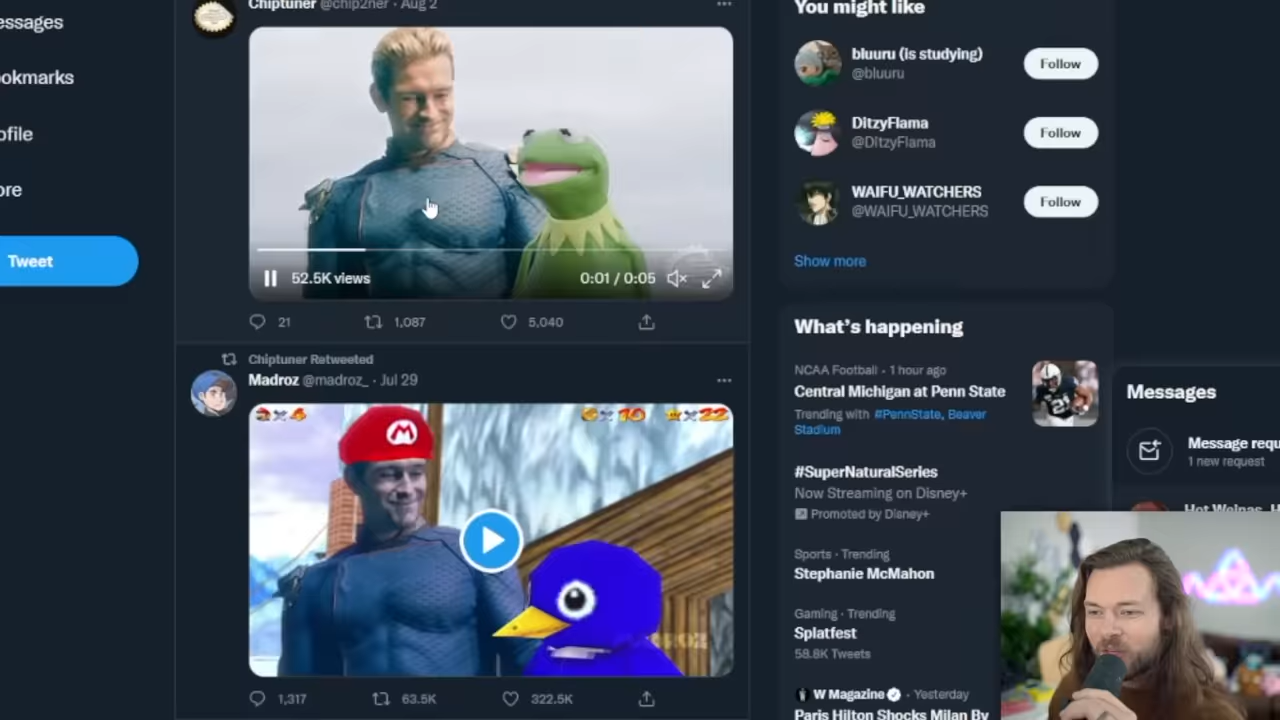 essages
ookmarks
ofile
ore
Tweet
Chiptuner @chip2ner · Aug 2
52.5K views
0:01 / 0:05
21
1,087
5,040
Chiptuner Retweeted
Madroz @madroz_ · Jul 29
×4
×10
×22
M
1,317
63.5K
322.5K
You might like
bluuru (is studying)
@bluuru
Follow
DitzyFlama
@DitzyFlama
Follow
WAIFU_WATCHERS
@WAIFU_WATCHERS
Follow
Show more
What's happening
NCAA Football · 1 hour ago
Central Michigan at Penn State
Trending with #PennState, Beaver
Stadium
#SuperNaturalSeries
Now Streaming on Disney+
Promoted by Disney+
Sports · Trending
Stephanie McMahon
Gaming · Trending
Splatfest
58.8K Tweets
W Magazine · Yesterday
Paris Hilton Shocks Milan By
Messages
Message requ
1 new request